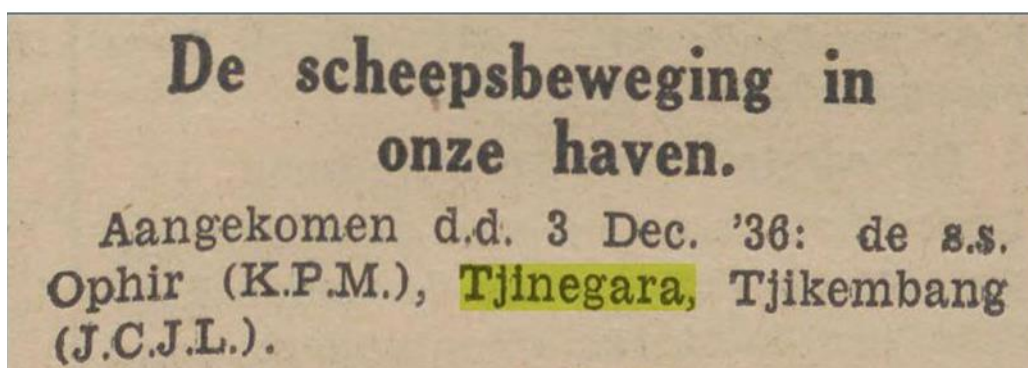 De scheepsbeweging in
onze haven.
Aangekomen d.d. 3 Dec. '36: de s.s.
Ophir (K.P.M.), Tjinegara, Tjikembang
(J.C.J.L.).